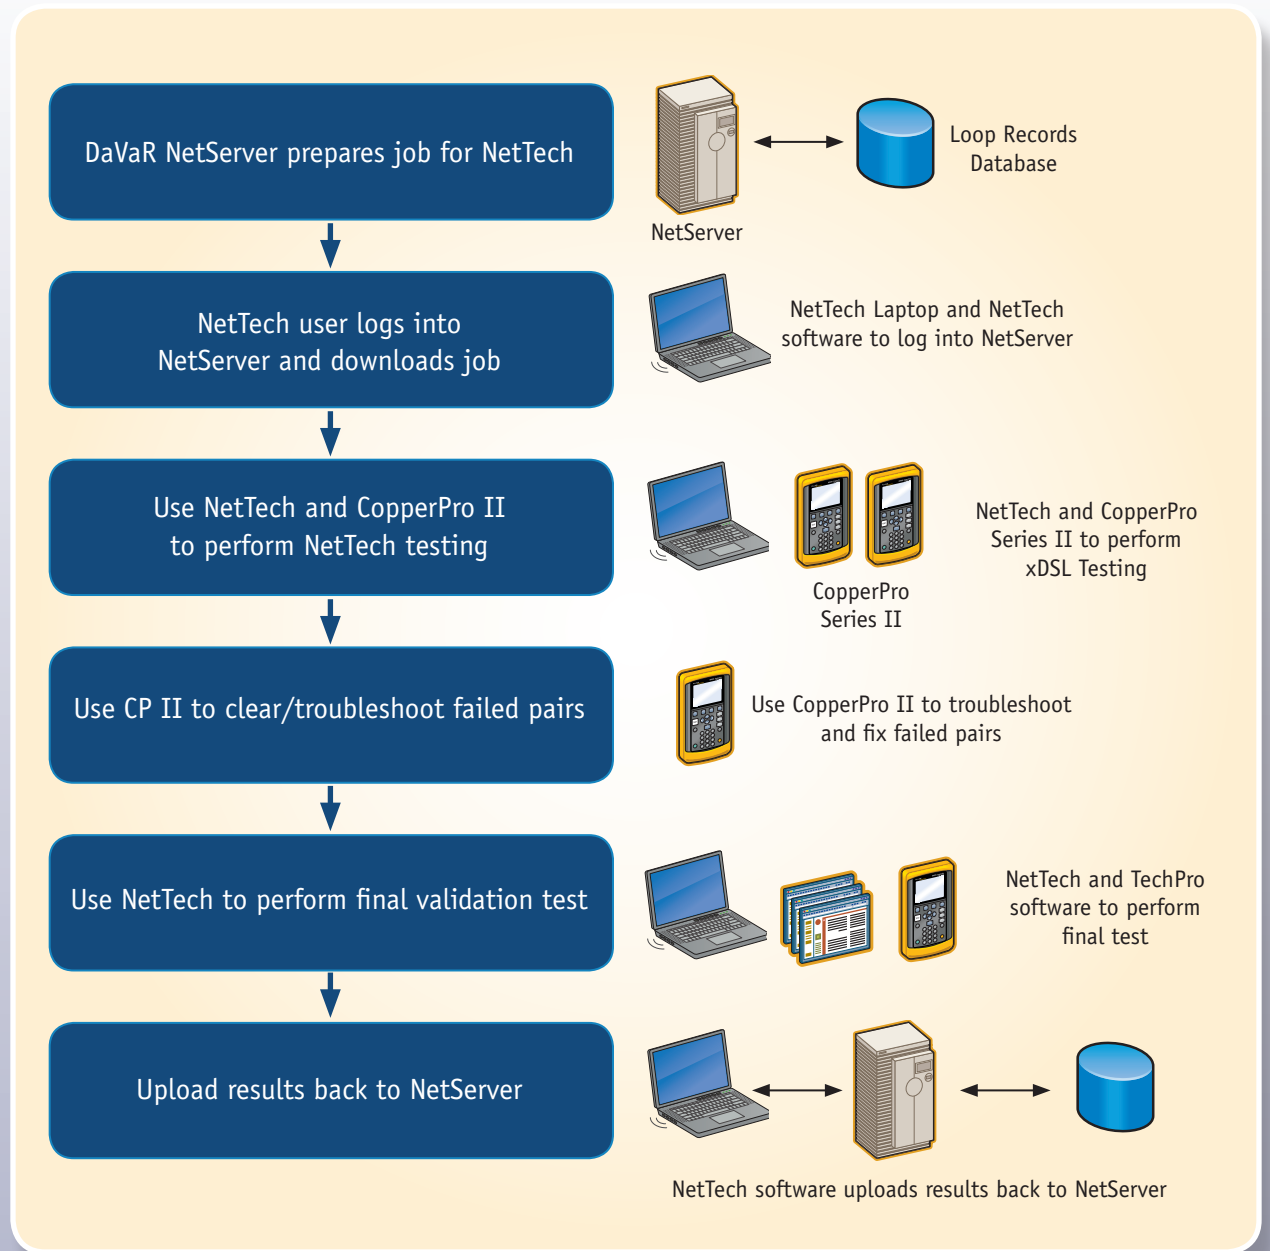 DaVaR NetServer prepares job for NetTech
Loop Records
Database
NetServer
NetTech user logs into
NetServer and downloads job
NetTech Laptop and NetTech
software to log into NetServer
Use NetTech and CopperPro II
to perform NetTech testing
CopperPro
Series II
NetTech and CopperPro
Series II to perform
xDSL Testing
Use CP II to clear/troubleshoot failed pairs
Use CopperPro II to troubleshoot
and fix failed pairs
Use NetTech to perform final validation test
NetTech and TechPro
software to perform
final test
Upload results back to NetServer
NetTech software uploads results back to NetServer